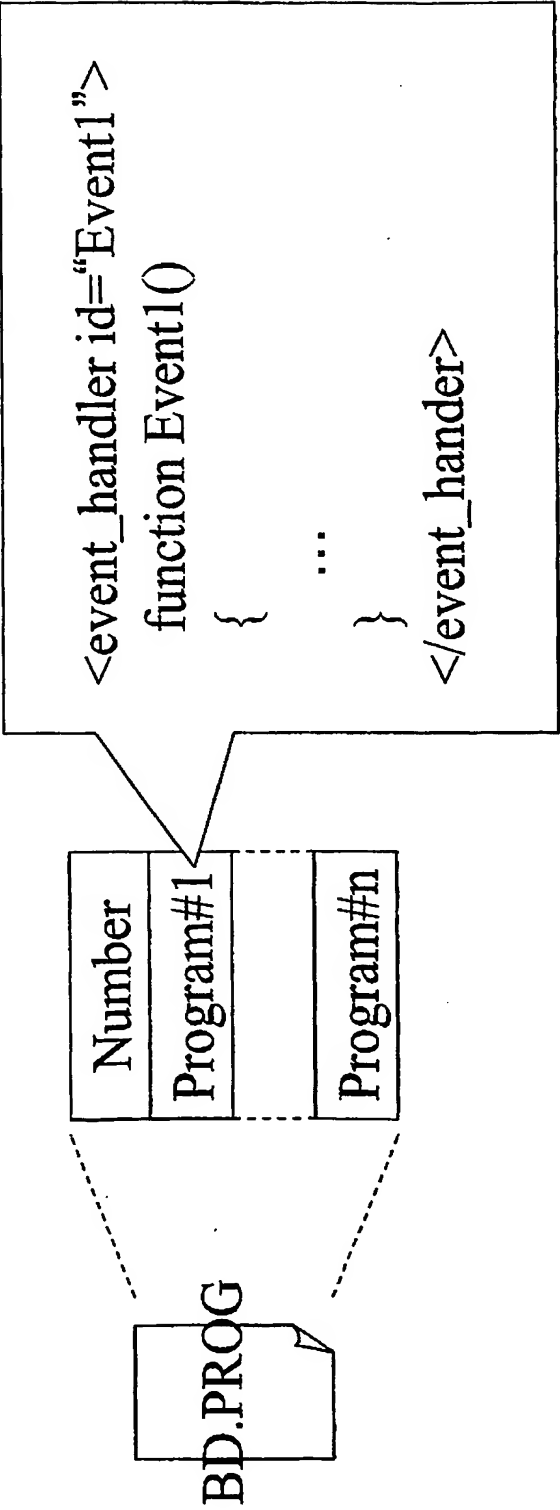 BD.PROG
Number
Program#1
Program#n
<event_handler id=“Event1”>
function Event1()
{
...
}
</event_hander>